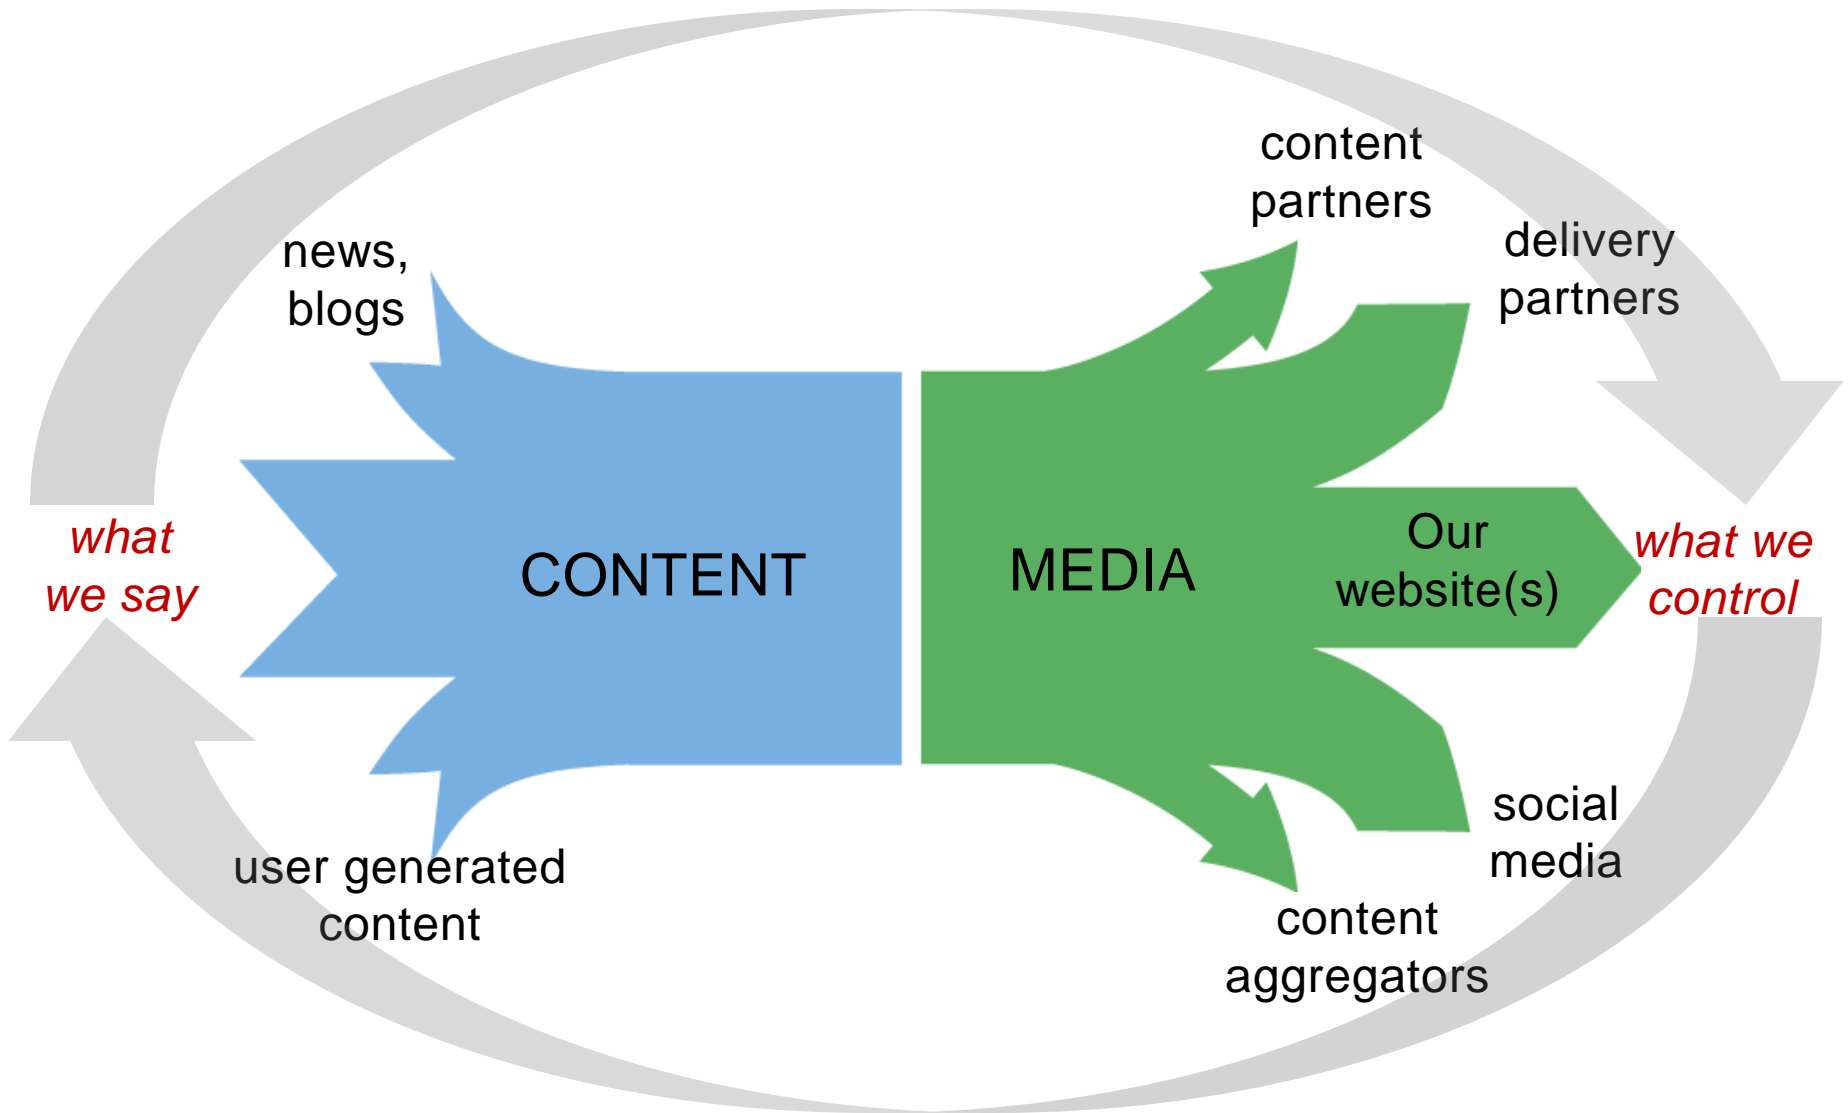 content
partners
delivery
partners
news,
blogs
what
we say
CONTENT
MEDIA
Our
website(s)
what we
control
social
media
user generated
content
content
aggregators